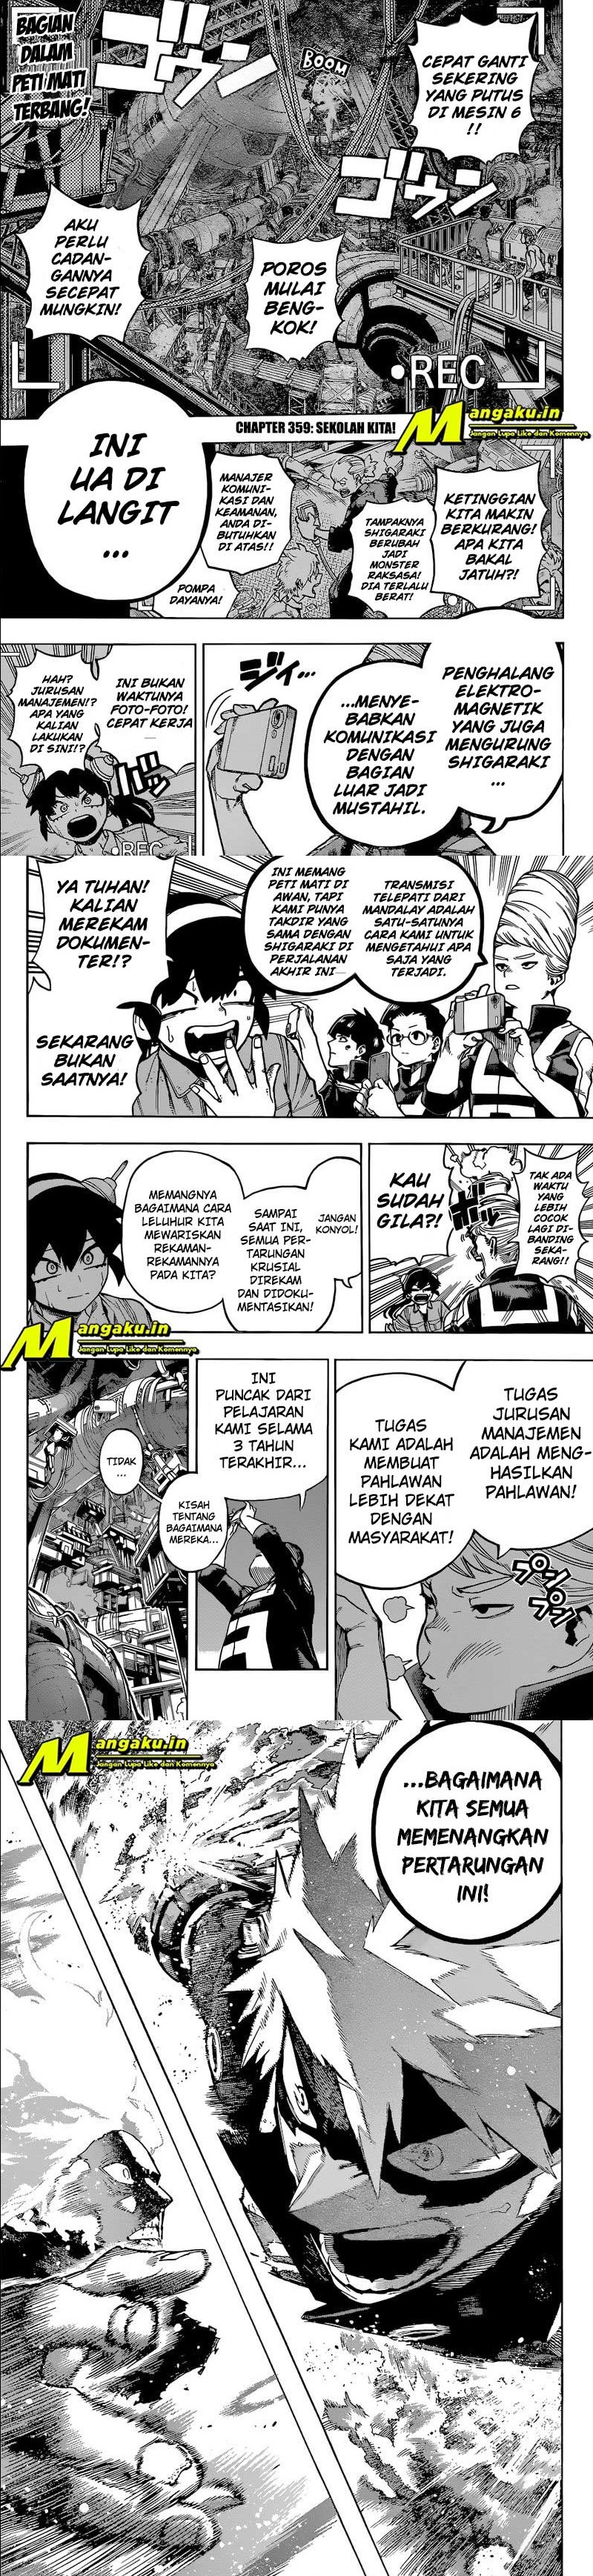 BAGIAN
DALAM
PETI MATI
TERBANG!
ゴウン
BOOM
CEPAT GANTI
SEKERING
YANG PUTUS
DI MESIN 6
!!
ゴウン
AKU
PERLU
CADAN-
GANNYA
SECEPAT
MUNGKIN!
POROS
MULAI
BENG-
KOK!
•REC
CHAPTER 359: SEKOLAH KITA!
Mangaku.in
Jangan Lupa Like dan Komennya
INI
UA DI
LANGIT
...
KETINGGIAN
KITA MAKIN
BERKURANG!
APA KITA
BAKAL
JATUH?!
TAMPAKNYA
SHIGARAKI
BERUBAH
JADI
MONSTER
RAKSASA!
DIA TERLALU
BERAT!
MANAJER
KOMUNI-
KASI DAN
KEAMANAN,
ANDA DI-
BUTUHKAN
DI ATAS!!
POMPA
DAYANYA!
PENGHALANG
ELEKTRO-
MAGNETIK
YANG JUGA
MENGURUNG
SHIGARAKI
...
...MENYE-
BABKAN
KOMUNIKASI
DENGAN
BAGIAN
LUAR JADI
MUSTAHIL.
ジイ...
INI BUKAN
WAKTUNYA
FOTO-FOTO!
CEPAT KERJA
—
HAH?
JURUSAN
MANAJEMEN!?
APA YANG
KALIAN
LAKUKAN
DI SINI!?
•REC
TRANSMISI
TELEPATI DARI
MANDALAY ADALAH
SATU-SATUNYA
CARA KAMI UNTUK
MENGETAHUI APA
SAJA YANG
TERJADI.
INI MEMANG
PETI MATI DI
AWAN, TAPI
KAMI PUNYA
TAKDIR YANG
SAMA DENGAN
SHIGARAKI DI
PERJALANAN
AKHIR INI—
YA TUHAN!
KALIAN
MEREKAM
DOKUMEN-
TER!?
SEKARANG
BUKAN
SAATNYA!
TAK ADA
WAKTU
YANG
LEBIH
COCOK
LAGI DI-
BANDING
SEKA-
RANG!!
KAU
SUDAH
GILA?!
JANGAN
KONYOL!
SAMPAI
SAAT INI,
SEMUA PER-
TARUNGAN
KRUSIAL
DIREKAM
DAN DIDOKU-
MENTASIKAN!
MEMANGNYA
BAGAIMANA CARA
LELUHUR KITA
MEWARISKAN
REKAMAN-
REKAMANNYA
PADA KITA?
Mangaku.in
Jangan Lupa Like dan Komennya
TUGAS
JURUSAN
MANAJEMEN
ADALAH MENG-
HASILKAN
PAHLAWAN!
TUGAS
KAMI ADALAH
MEMBUAT
PAHLAWAN
LEBIH DEKAT
DENGAN
MASYARAKAT!
INI
PUNCAK DARI
PELAJARAN
KAMI SELAMA
3 TAHUN
TERAKHIR...
KISAH
TENTANG
BAGAIMANA
MEREKA...
TIDAK
...
Mangaku.in
Jangan Lupa Like dan Komennya
...BAGAIMANA
KITA SEMUA
MEMENANGKAN
PERTARUNGAN
INI!